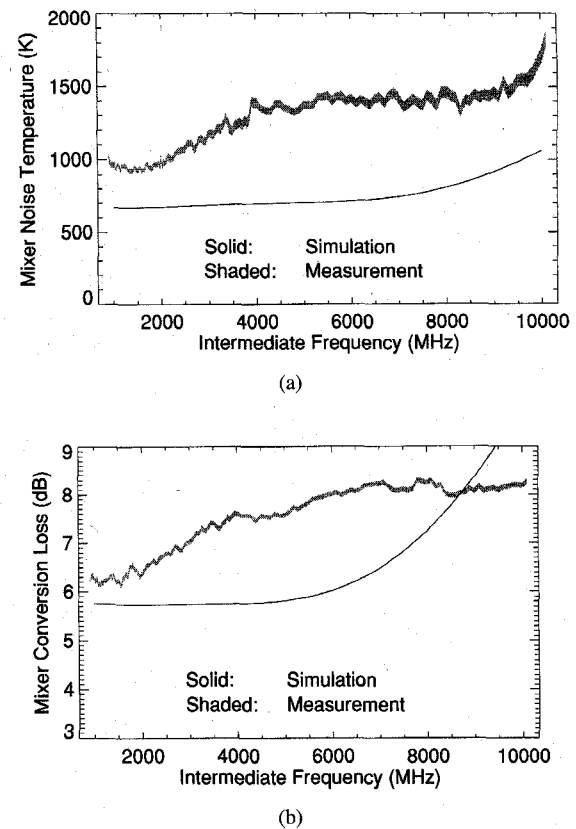 2000
1500
1000
500
0
Mixer Noise Temperature (K)
Solid: Simulation
Shaded: Measurement
2000 4000 6000 8000 10000
Intermediate Frequency (MHz)
(a)
9
8
7
6
5
4
3
Mixer Conversion Loss (dB)
Solid: Simulation
Shaded: Measurement
2000 4000 6000 8000 10000
Intermediate Frequency (MHz)
(b)